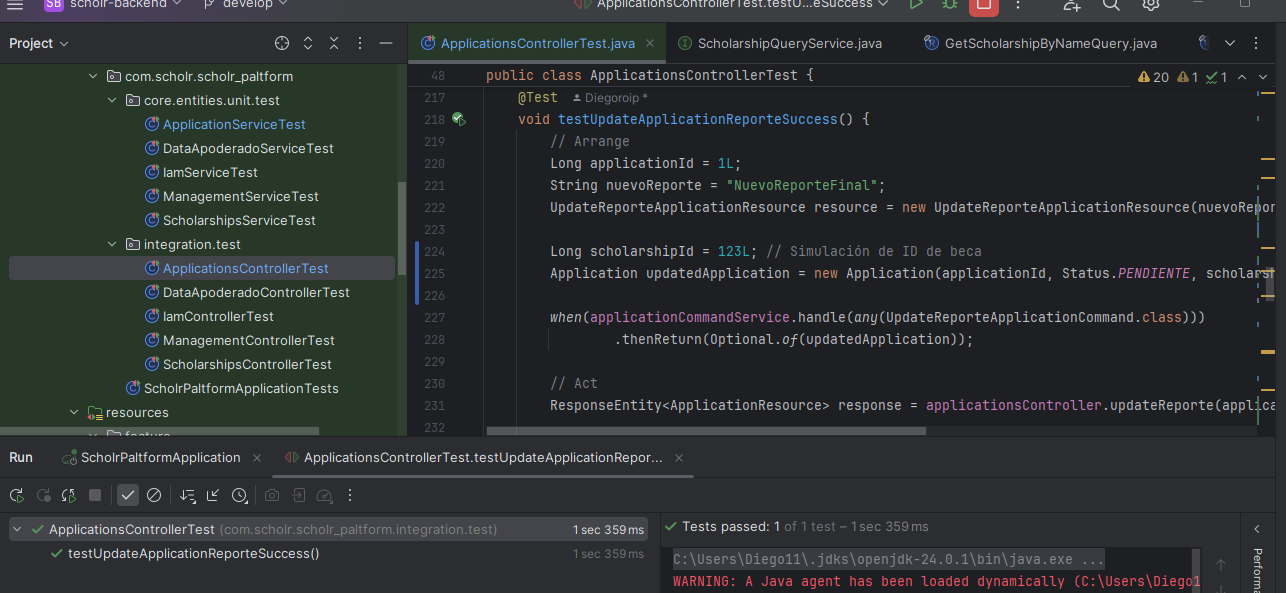 SB scholr-backend develop ApplicationsControllerTest.testU...eSuccess
Project
ApplicationsControllerTest.java ScholarshipQueryService.java GetScholarshipByNameQuery.java
com.scholr.scholr_paltform
core.entities.unit.test
ApplicationServiceTest
DataApoderadoServiceTest
IamServiceTest
ManagementServiceTest
ScholarshipsServiceTest
integration.test
ApplicationsControllerTest
DataApoderadoControllerTest
IamControllerTest
ManagementControllerTest
ScholarshipsControllerTest
ScholrPaltformApplicationTests
resources
feature
20 1 1
48 public class ApplicationsControllerTest {
217 @Test Diegoroip *
218 void testUpdateApplicationReporteSuccess() {
219 // Arrange
220 Long applicationId = 1L;
221 String nuevoReporte = "NuevoReporteFinal";
222 UpdateReporteApplicationResource resource = new UpdateReporteApplicationResource(nuevoRepor
223
224 Long scholarshipId = 123L; // Simulación de ID de beca
225 Application updatedApplication = new Application(applicationId, Status.PENDIENTE, scholarsh
226
227 when(applicationCommandService.handle(any(UpdateReporteApplicationCommand.class)))
228 .thenReturn(Optional.of(updatedApplication));
229
230 // Act
231 ResponseEntity<ApplicationResource> response = applicationsController.updateReporte(applica
232
Run ScholrPaltformApplication ApplicationsControllerTest.testUpdateApplicationRepor...
ApplicationsControllerTest (com.scholr.scholr_paltform.integration.test) 1 sec 359 ms
testUpdateApplicationReporteSuccess() 1 sec 359 ms
Tests passed: 1 of 1 test – 1 sec 359 ms
C:\Users\Diego11\.jdks\openjdk-24.0.1\bin\java.exe ...
WARNING: A Java agent has been loaded dynamically (C:\Users\Diego1
Performa